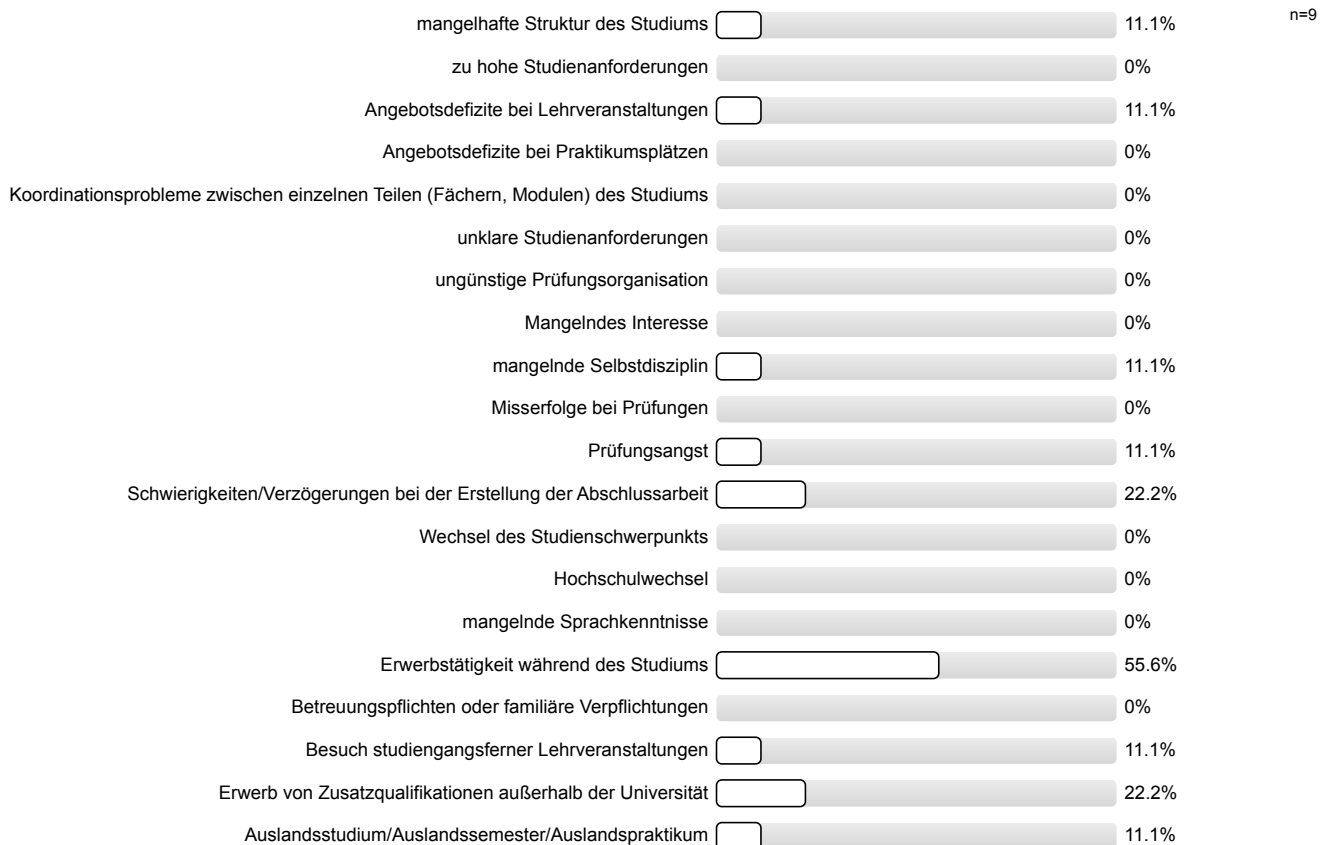 mangelhafte Struktur des Studiums 11.1% n=9
zu hohe Studienanforderungen 0%
Angebotsdefizite bei Lehrveranstaltungen 11.1%
Angebotsdefizite bei Praktikumsplätzen 0%
Koordinationsprobleme zwischen einzelnen Teilen (Fächern, Modulen) des Studiums 0%
unklare Studienanforderungen 0%
ungünstige Prüfungsorganisation 0%
Mangelndes Interesse 0%
mangelnde Selbstdisziplin 11.1%
Misserfolge bei Prüfungen 0%
Prüfungsangst 11.1%
Schwierigkeiten/Verzögerungen bei der Erstellung der Abschlussarbeit 22.2%
Wechsel des Studienschwerpunkts 0%
Hochschulwechsel 0%
mangelnde Sprachkenntnisse 0%
Erwerbstätigkeit während des Studiums 55.6%
Betreuungspflichten oder familiäre Verpflichtungen 0%
Besuch studiengangsferner Lehrveranstaltungen 11.1%
Erwerb von Zusatzqualifikationen außerhalb der Universität 22.2%
Auslandsstudium/Auslandssemester/Auslandspraktikum 11.1%